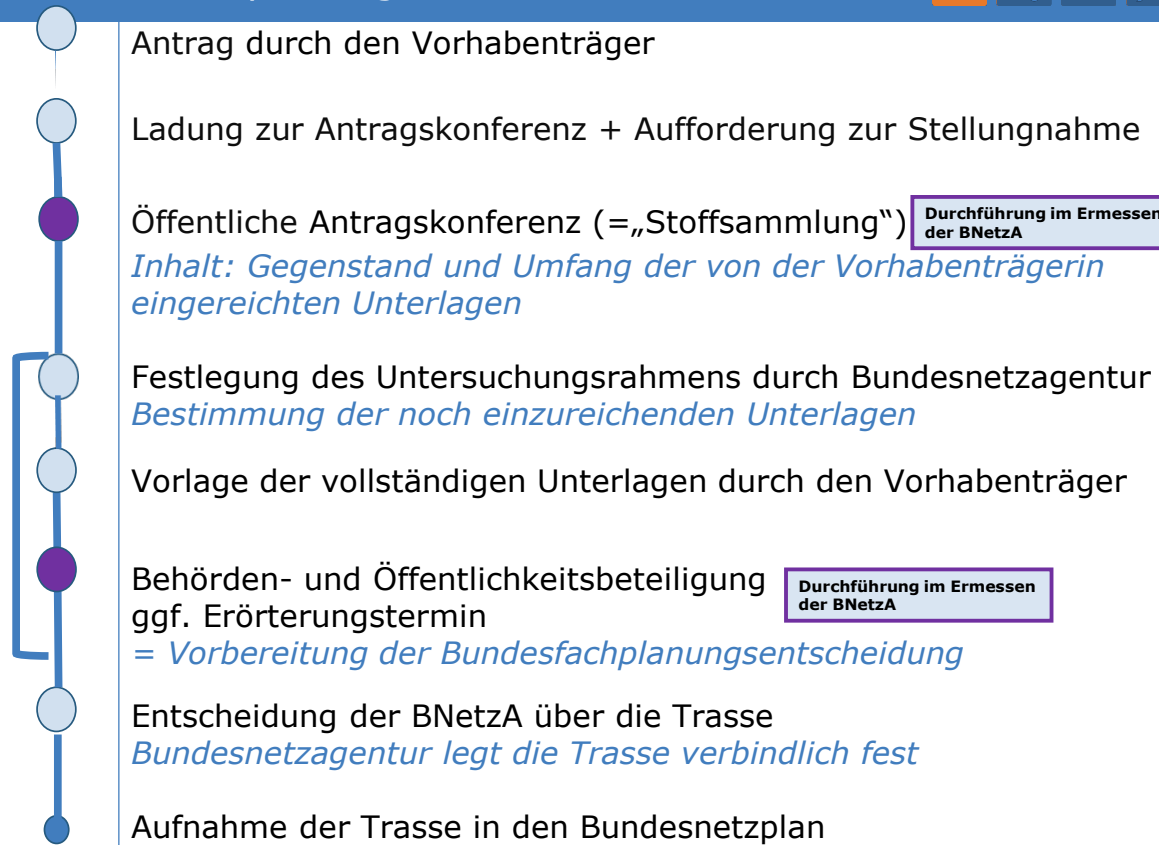 Antrag durch den Vorhabenträger
Ladung zur Antragskonferenz + Aufforderung zur Stellungnahme
Öffentliche Antragskonferenz (=„Stoffsammlung“)
Durchführung im Ermessen
der BNetzA
Inhalt: Gegenstand und Umfang der von der Vorhabenträgerin
eingereichten Unterlagen
Festlegung des Untersuchungsrahmens durch Bundesnetzagentur
Bestimmung der noch einzureichenden Unterlagen
Vorlage der vollständigen Unterlagen durch den Vorhabenträger
Behörden- und Öffentlichkeitsbeteiligung
ggf. Erörterungstermin
Durchführung im Ermessen
der BNetzA
= Vorbereitung der Bundesfachplanungsentscheidung
Entscheidung der BNetzA über die Trasse
Bundesnetzagentur legt die Trasse verbindlich fest
Aufnahme der Trasse in den Bundesnetzplan